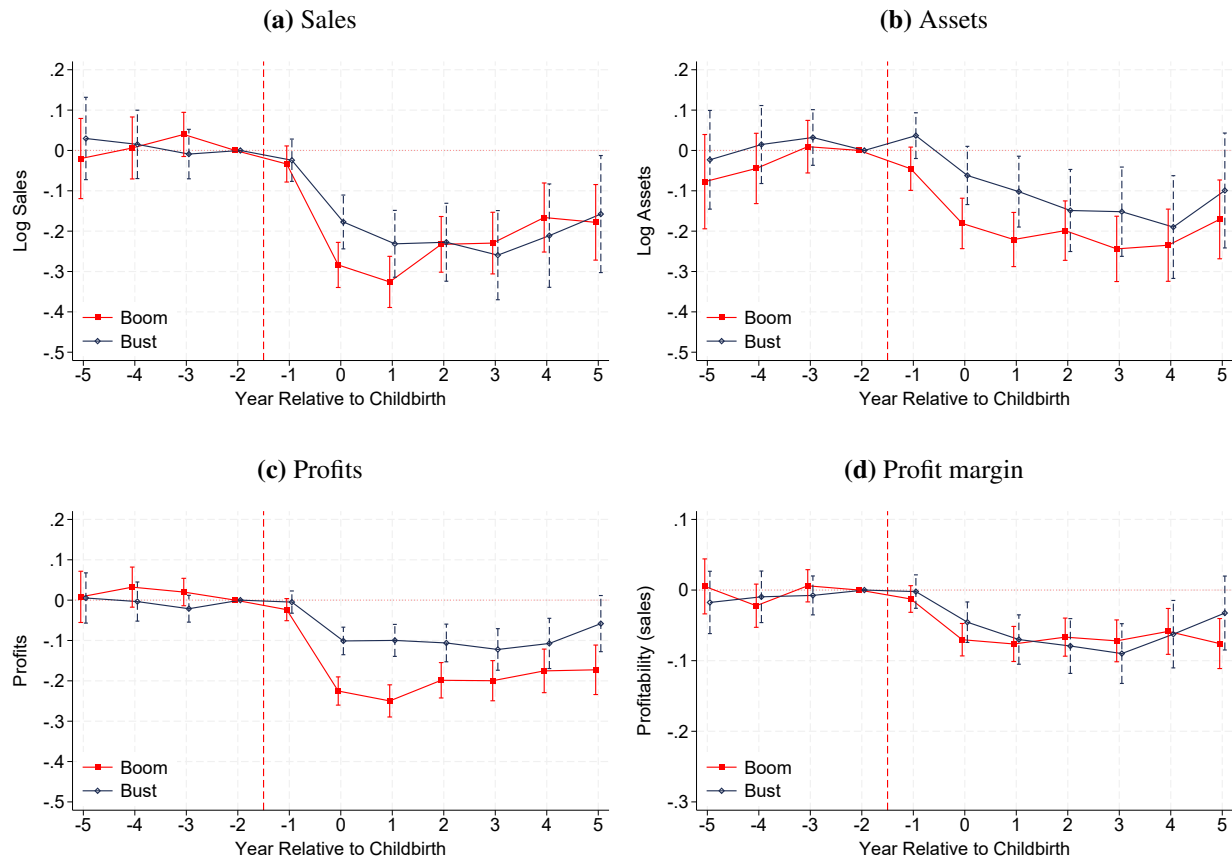 (a) Sales
.2
.1
0
-.1
-.2
-.3
-.4
-.5
Log Sales
Boom
Bust
-5 -4 -3 -2 -1 0 1 2 3 4 5
Year Relative to Childbirth
(b) Assets
.2
.1
0
-.1
-.2
-.3
-.4
-.5
Log Assets
Boom
Bust
-5 -4 -3 -2 -1 0 1 2 3 4 5
Year Relative to Childbirth
(c) Profits
.2
.1
0
-.1
-.2
-.3
-.4
-.5
Profits
Boom
Bust
-5 -4 -3 -2 -1 0 1 2 3 4 5
Year Relative to Childbirth
(d) Profit margin
.1
0
-.1
-.2
-.3
Profitability (sales)
Boom
Bust
-5 -4 -3 -2 -1 0 1 2 3 4 5
Year Relative to Childbirth